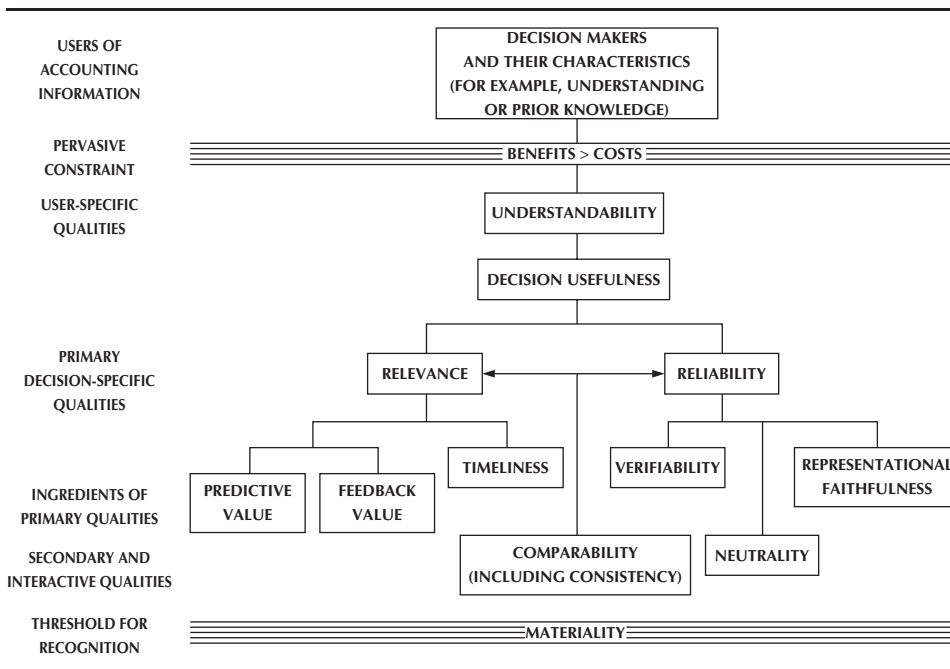 USERS OF
ACCOUNTING
INFORMATION
DECISION MAKERS
AND THEIR CHARACTERISTICS
(FOR EXAMPLE, UNDERSTANDING
OR PRIOR KNOWLEDGE)
PERVASIVE
CONSTRAINT
BENEFITS > COSTS
USER-SPECIFIC
QUALITIES
UNDERSTANDABILITY
DECISION USEFULNESS
PRIMARY
DECISION-SPECIFIC
QUALITIES
RELEVANCE
RELIABILITY
INGREDIENTS OF
PRIMARY QUALITIES
PREDICTIVE
VALUE
FEEDBACK
VALUE
TIMELINESS
VERIFIABILITY
REPRESENTATIONAL
FAITHFULNESS
SECONDARY AND
INTERACTIVE QUALITIES
COMPARABILITY
(INCLUDING CONSISTENCY)
NEUTRALITY
THRESHOLD FOR
RECOGNITION
MATERIALITY